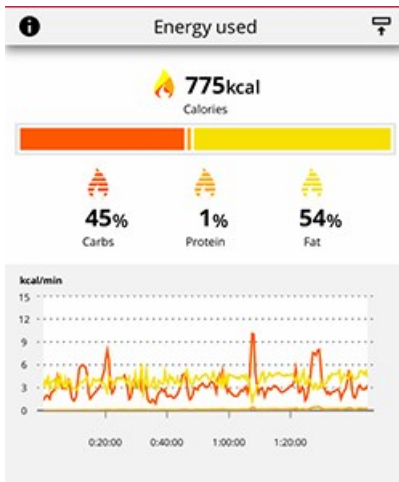 Energy used
775kcal
Calories
45% 1% 54%
Carbs Protein Fat
kcal/min
15
12
9
6
3
0
0:20:00 0:40:00 1:00:00 1:20:00